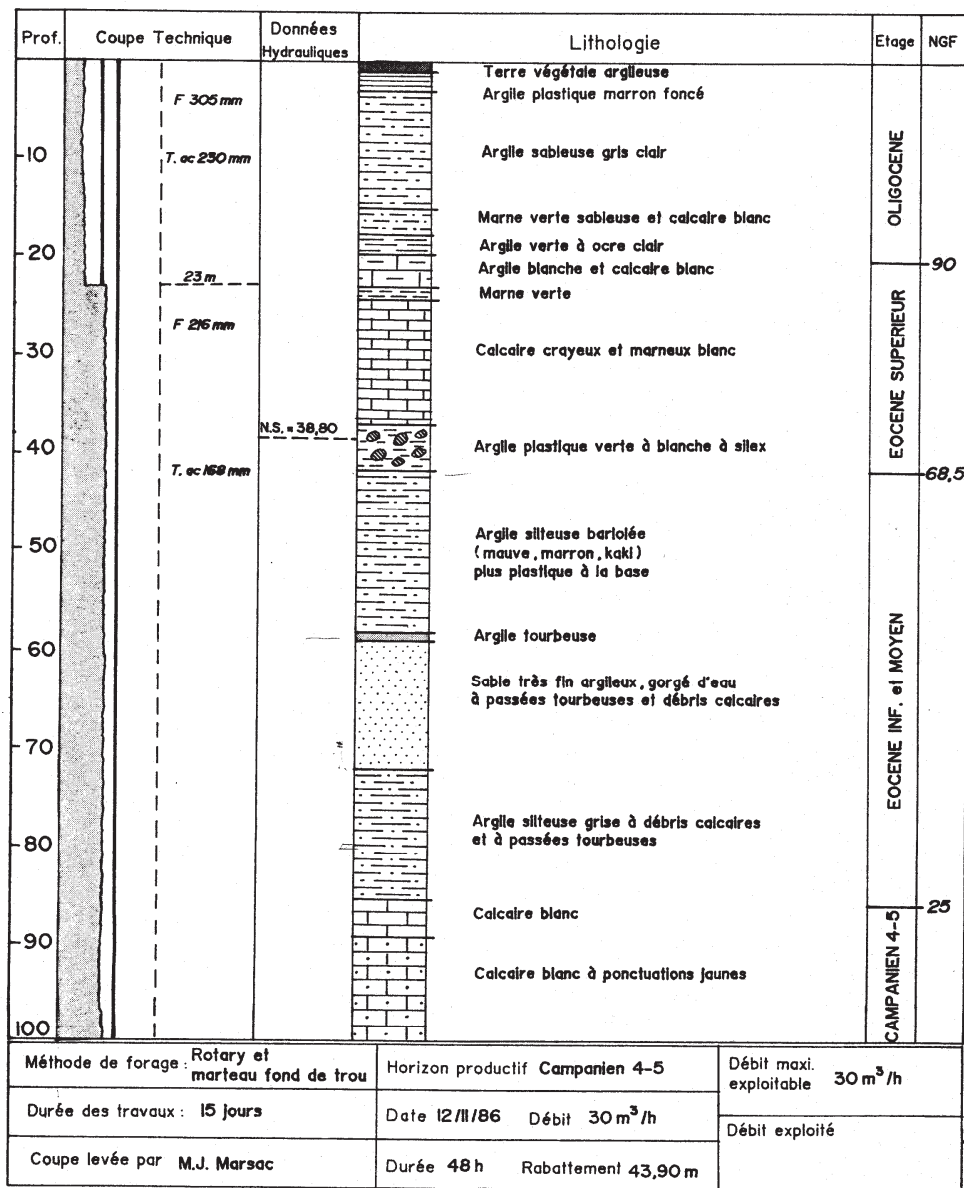 Prof.
Coupe Technique
Données
Hydrauliques
Lithologie
Etage
NGF
Terre végétale argileuse
F 305 mm
Argile plastique marron foncé
10
T. ac 230 mm
Argile sableuse gris clair
OLIGOCENE
Marne verte sableuse et calcaire blanc
Argile verte à ocre clair
20
Argile blanche et calcaire blanc
90
23 m
Marne verte
F 216 mm
30
Calcaire crayeux et marneux blanc
EOCENE SUPERIEUR
N.S. = 38,80
40
Argile plastique verte à blanche à silex
T. ac 168 mm
68,5
Argile silteuse bariolée
50
(mauve, marron, kaki)
plus plastique à la base
60
Argile tourbeuse
Sable très fin argileux, gorgé d'eau
à passées tourbeuses et débris calcaires
EOCENE INF. et MOYEN
70
Argile silteuse grise à débris calcaires
80
et à passées tourbeuses
Calcaire blanc
25
90
Calcaire blanc à ponctuations jaunes
CAMPANIEN 4-5
100
Méthode de forage : Rotary et
marteau fond de trou
Horizon productif Campanien 4-5
Débit maxi.
exploitable 30 m³/h
Durée des travaux : 15 jours
Date 12/11/86 Débit 30 m³/h
Débit exploité
Coupe levée par M.J. Marsac
Durée 48 h Rabattement 43,90 m